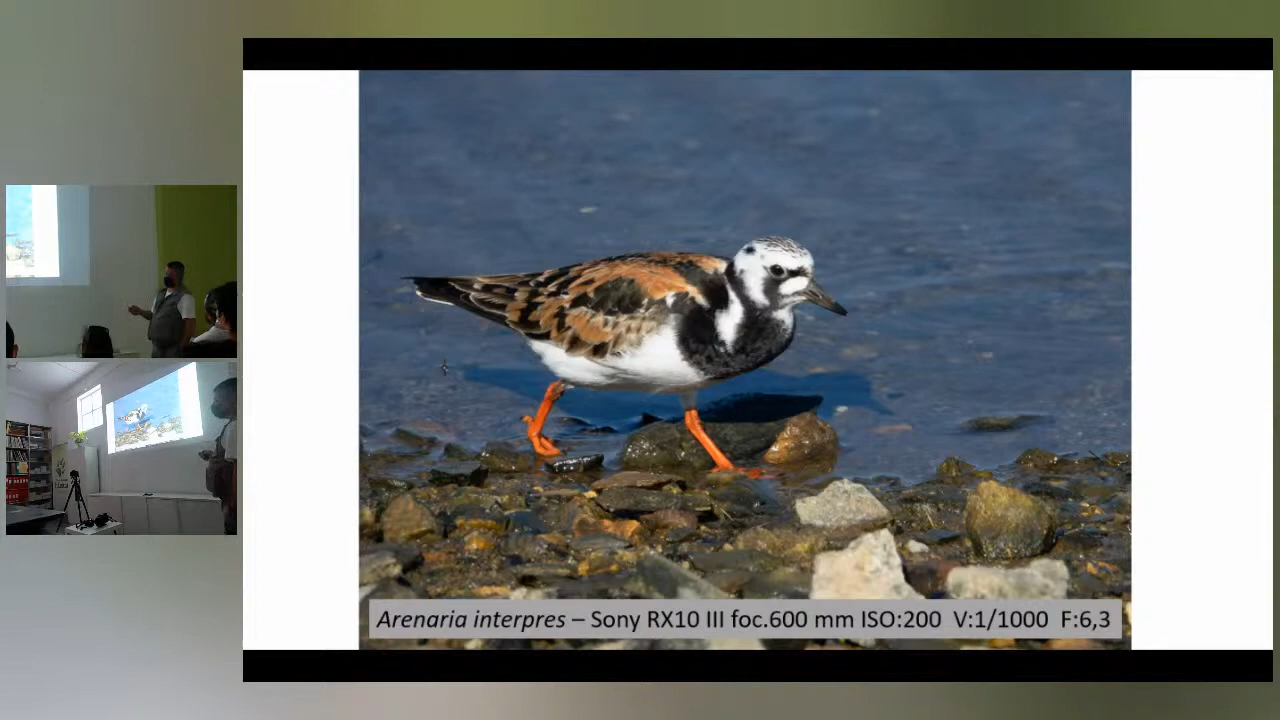 Arenaria interpres – Sony RX10 III foc.600 mm ISO:200 V:1/1000 F:6,3